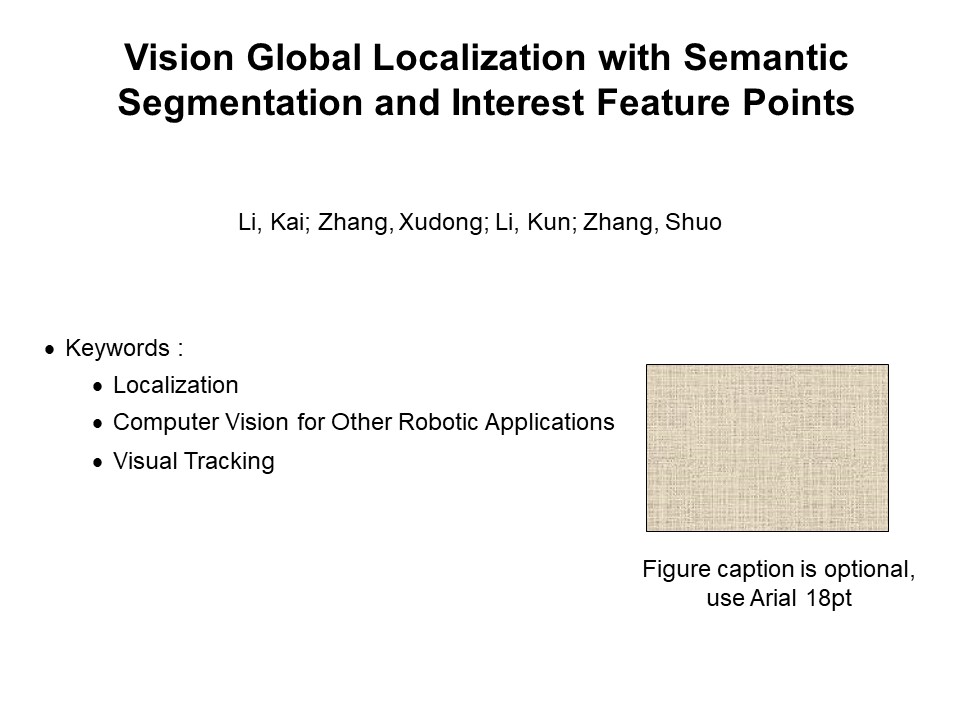 Vision Global Localization with Semantic
Segmentation and Interest Feature Points
Li, Kai; Zhang, Xudong; Li, Kun; Zhang, Shuo
• Keywords :
• Localization
• Computer Vision for Other Robotic Applications
• Visual Tracking
Figure caption is optional,
use Arial 18pt